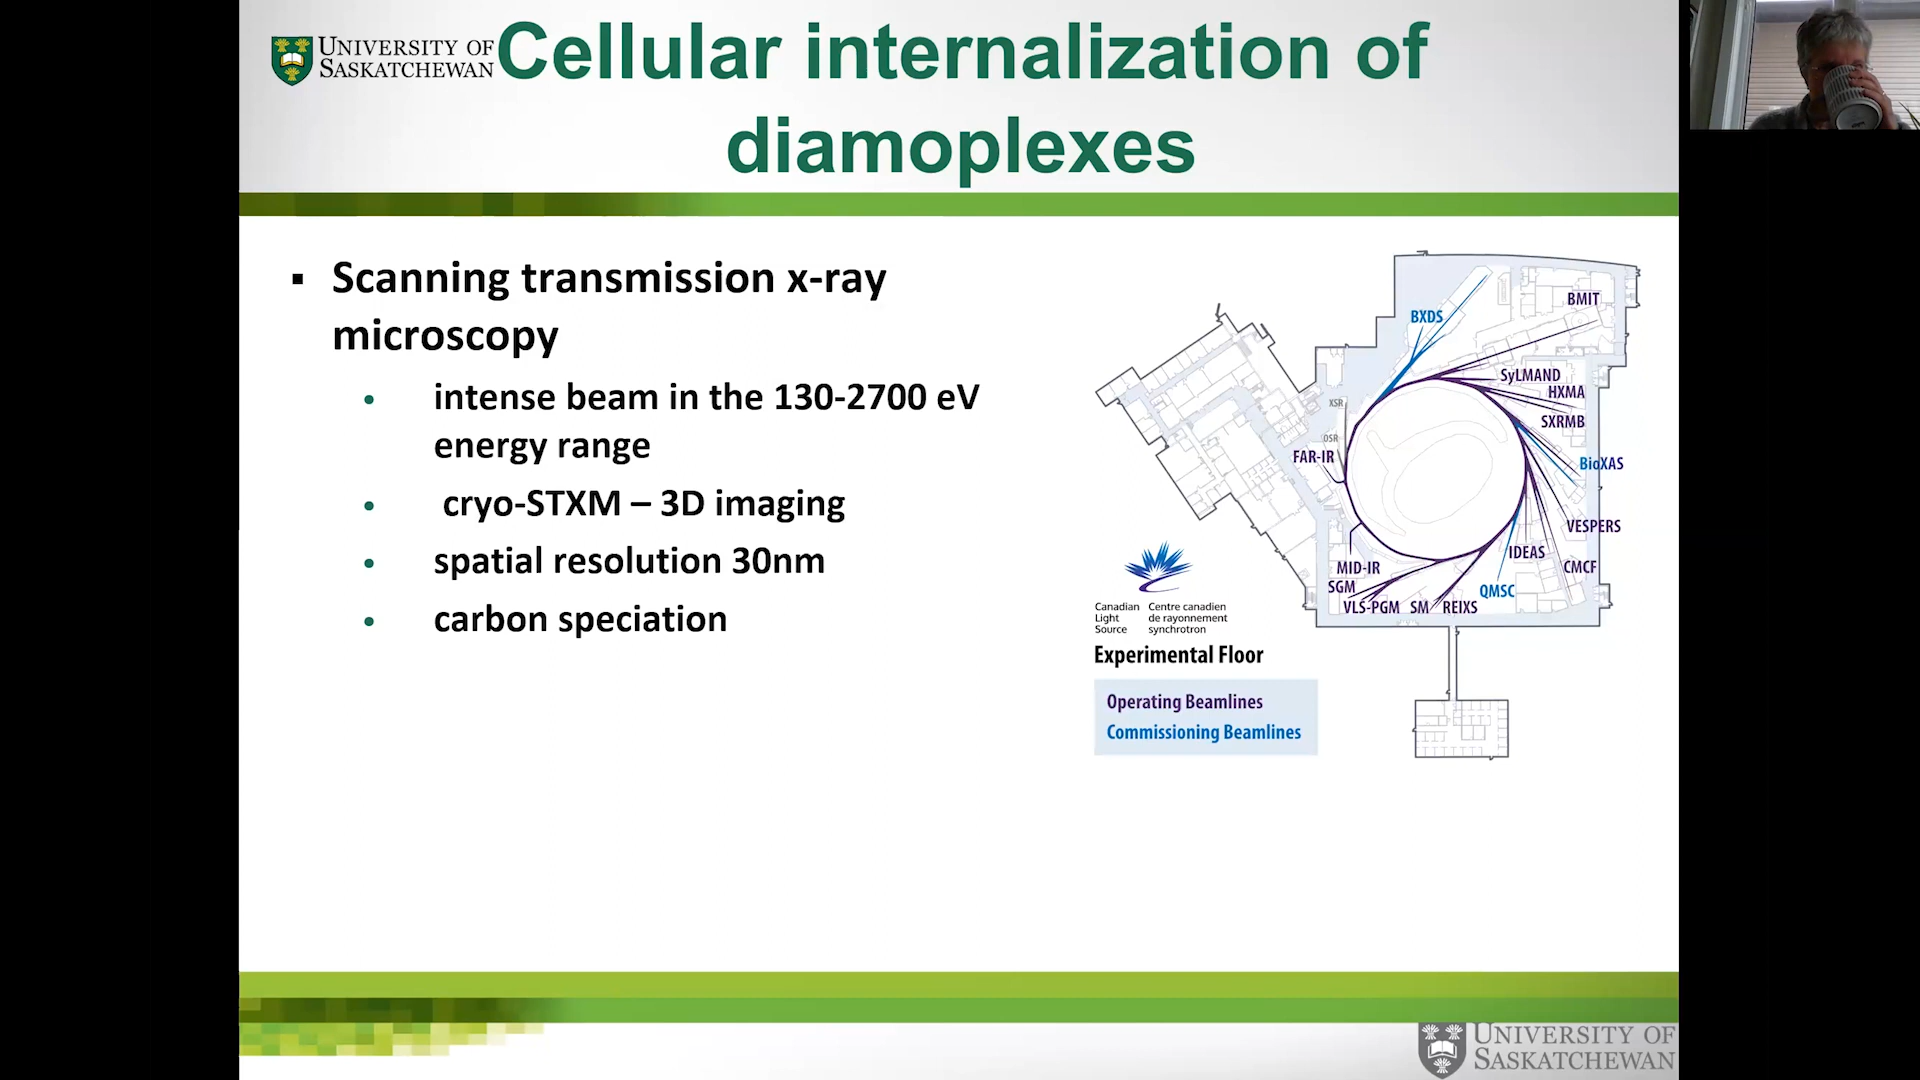 UNIVERSITY OF
SASKATCHEWAN
Cellular internalization of
diamoplexes
▪ Scanning transmission x-ray
microscopy
• intense beam in the 130-2700 eV
energy range
• cryo-STXM – 3D imaging
• spatial resolution 30nm
• carbon speciation
BMIT
BXDS
SyLMAND
HXMA
XSR
SXRMB
OSR
FAR-IR
BioXAS
VESPERS
IDEAS
MID-IR
CMCF
SGM
QMSC
VLS-PGM
SM
REIXS
Canadian
Light
Source
Centre canadien
de rayonnement
synchrotron
Experimental Floor
Operating Beamlines
Commissioning Beamlines
UNIVERSITY OF
SASKATCHEWAN